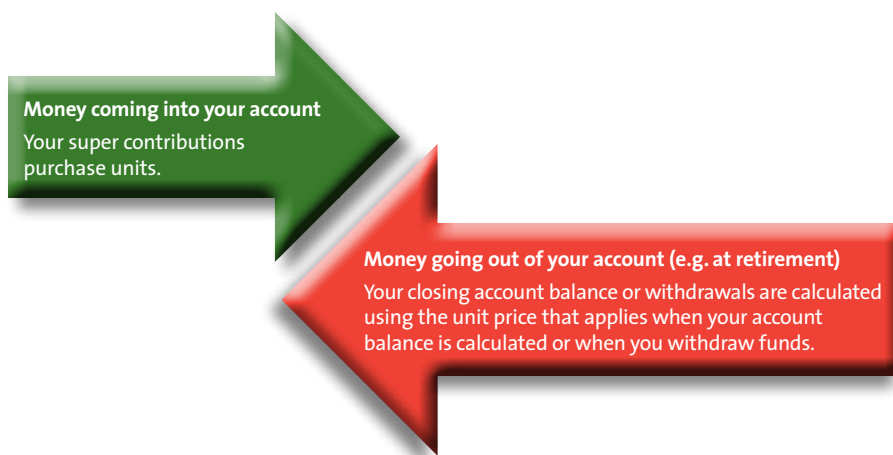 Money coming into your account
Your super contributions
purchase units.
Money going out of your account (e.g. at retirement)
Your closing account balance or withdrawals are calculated
using the unit price that applies when your account
balance is calculated or when you withdraw funds.